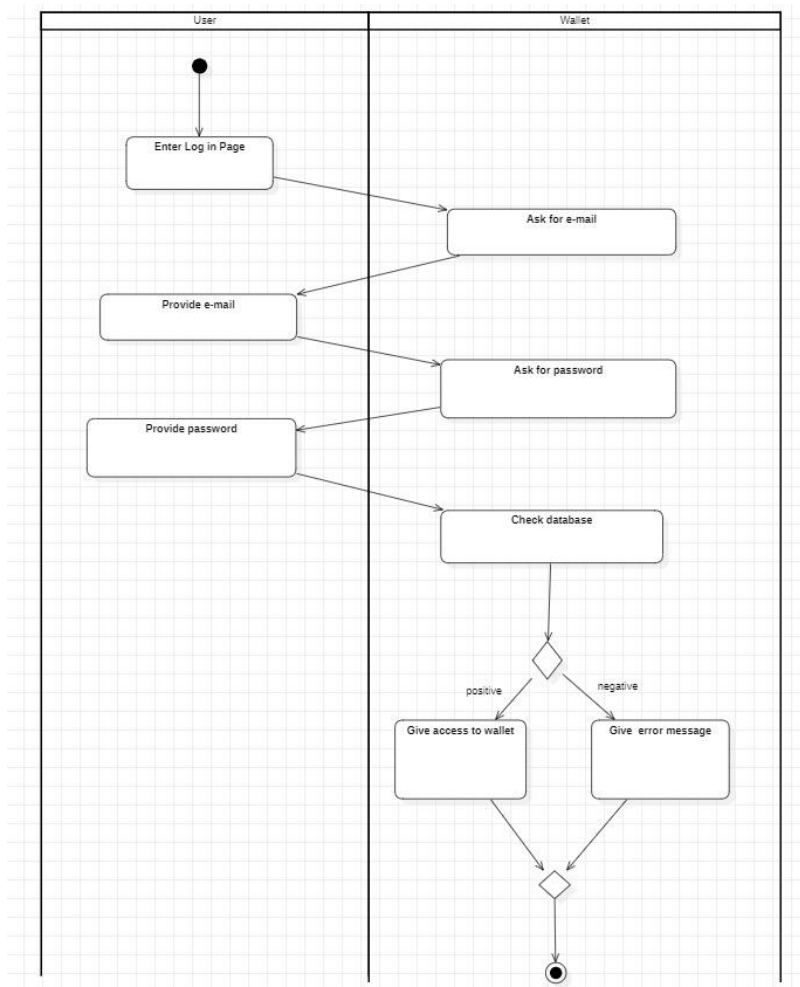 User
Wallet
Enter Log in Page
Ask for e-mail
Provide e-mail
Ask for password
Provide password
Check database
positive
negative
Give access to wallet
Give  error message